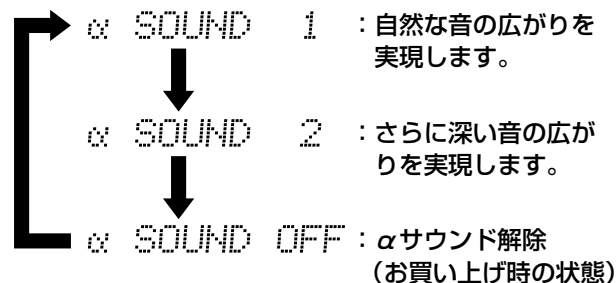 α SOUND 1 ：自然な音の広がりを
実現します。
α SOUND 2 ：さらに深い音の広が
りを実現します。
α SOUND OFF：αサウンド解除
（お買い上げ時の状態）